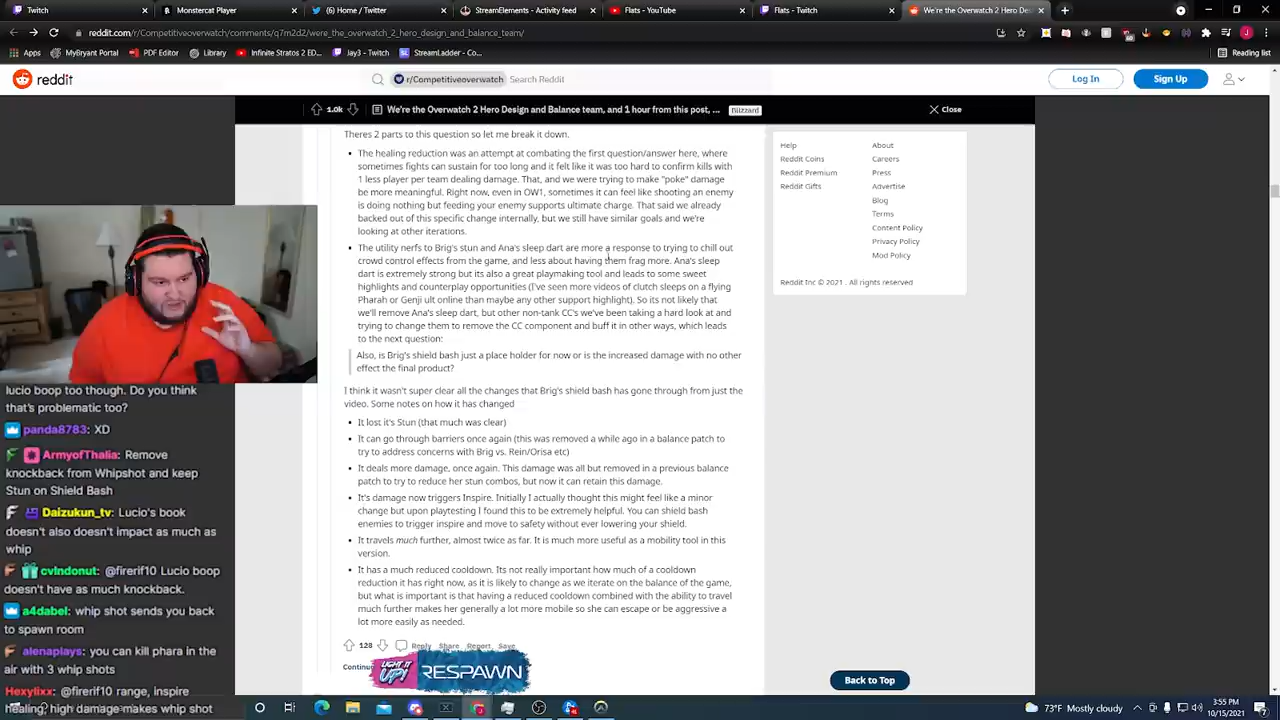 Twitch
Monstercat Player
(2) Home / Twitter
StreamElements - Activity feed
Flats - YouTube
Flats - Twitch
We're the Overwatch 2 Hero De
reddit.com/r/Competitiveoverwatch/comments/q7m2d2/were_the_overwatch_2_hero_design_and_balance_team/
Apps
MyBryant Portal
PDF Editor
Library
Infinite Stratos 2 ED...
Jay3 - Twitch
StreamLadder - Co...
Reading list
reddit
r/Competitiveoverwatch
Search Reddit
Log In
Sign Up
1.0k
We're the Overwatch 2 Hero Design and Balance team, and 1 hour from this post, ...
Blizzard
Close
Theres 2 parts to this question so let me break it down.
• The healing reduction was an attempt at combating the first question/answer here, where
sometimes fights can sustain for too long and it felt like it was too hard to confirm kills with
1 less player per team dealing damage. That, and we were trying to make "poke" damage
be more meaningful. Right now, even in OW1, sometimes it can feel like shooting an enemy
is doing nothing but feeding your enemy supports ultimate charge. That said we already
backed out of this specific change internally, but we still have similar goals and we're
looking at other iterations.
• The utility nerfs to Brig's stun and Ana's sleep dart are more a response to trying to chill out
crowd control effects from the game, and less about having them frag more. Ana's sleep
dart is extremely strong but its also a great playmaking tool and leads to some sweet
highlights and counterplay opportunities (I've seen more videos of clutch sleeps on a flying
Pharah or Genji ult online than maybe any other support highlight). So its not likely that
we'll remove Ana's sleep dart, but other non-tank CC's we've been taking a hard look at and
trying to change them to remove the CC component and buff it in other ways, which leads
to the next question:
Also, is Brig's shield bash just a place holder for now or is the increased damage with no other
effect the final product?
I think it wasn't super clear all the changes that Brig's shield bash has gone through from just the
video. Some notes on how it has changed
• It lost it's Stun (that much was clear)
• It can go through barriers once again (this was removed a while ago in a balance patch to
try to address concerns with Brig vs. Rein/Orisa etc)
• It deals more damage, once again. This damage was all but removed in a previous balance
patch to try to reduce her stun combos, but now it can retain this damage.
• It's damage now triggers Inspire. Initially I actually thought this might feel like a minor
change but upon playtesting I found this to be extremely helpful. You can shield bash
enemies to trigger inspire and move to safety without ever lowering your shield.
• It travels much further, almost twice as far. It is much more useful as a mobility tool in this
version.
• It has a much reduced cooldown. Its not really important how much of a cooldown
reduction it has right now, as it is likely to change as we iterate on the balance of the game,
but what is important is that having a reduced cooldown combined with the ability to travel
much further makes her generally a lot more mobile so she can escape or be aggressive a
lot more easily as needed.
128
Reply Share Report Save
Continu
LIGHT IT UP!
RESPAWN
Help
Reddit Coins
Reddit Premium
Reddit Gifts
About
Careers
Press
Advertise
Blog
Terms
Content Policy
Privacy Policy
Mod Policy
Reddit Inc © 2021 . All rights reserved
Back to Top
lucio boop. Do you think
that's problematic too?
panda8783: XD
ArmyofThalia: Remove
knockback from Whipshot and keep
Stun on Shield Bash
Daizukun_tv: Lucio's boop
doesn't also doesn't impact as much as
whip
cvlndonut: @firerif10 Lucio boop
doesn't have as much knockback.
a4dabel: whip shot send you back
to spawn room
alenaplays: you can kill phara in the
air with 3 whip shots
Hexytixx: @firerif10 range, inspire
healing high damage makes whip shot
73°F Mostly cloudy
3:55 PM
10/15/2021